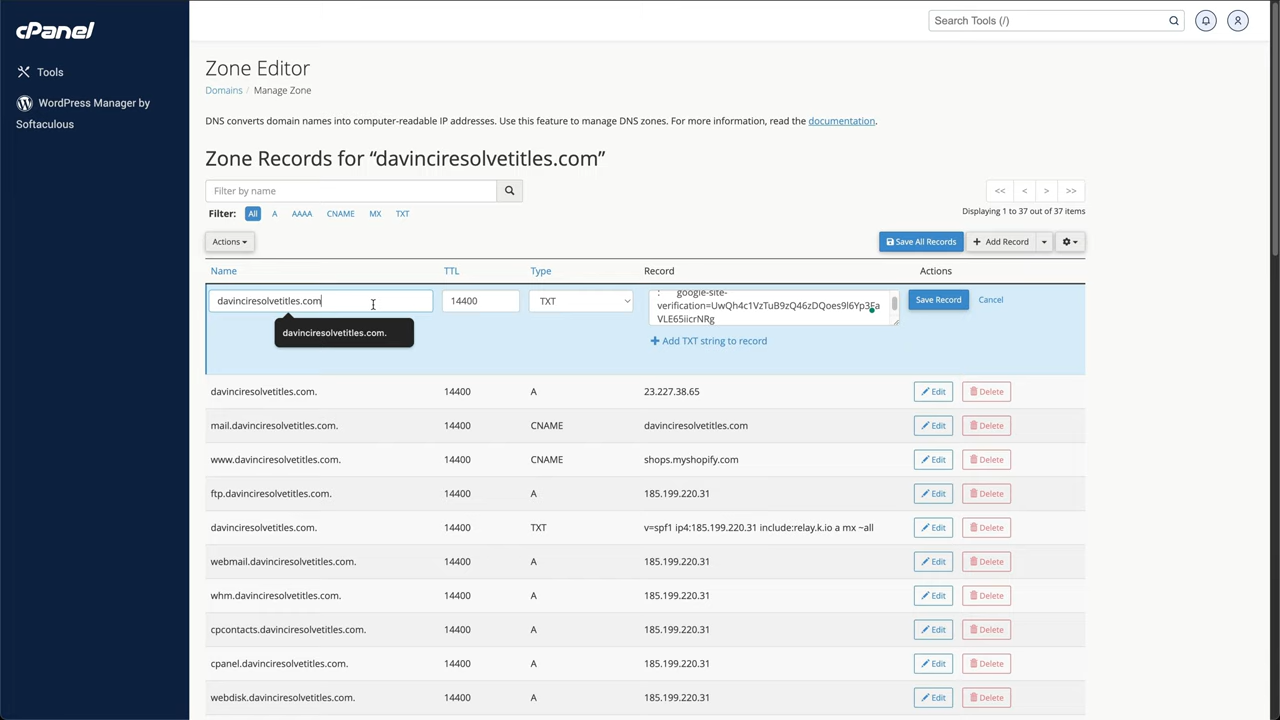 cPanel
Search Tools (/)
Tools
WordPress Manager by
Softaculous
Zone Editor
Domains / Manage Zone
DNS converts domain names into computer-readable IP addresses. Use this feature to manage DNS zones. For more information, read the documentation.
Zone Records for “davinciresolvetitles.com”
Filter by name
<< < > >>
Filter: All A AAAA CNAME MX TXT
Displaying 1 to 37 out of 37 items
Actions
Save All Records + Add Record
Name TTL Type Record Actions
davinciresolvetitles.com 14400 TXT
: google-site-
verification=UwQh4c1VzTuB9zQ46zDQoes9l6Yp3Fa
VLE65iicrNRg
Save Record Cancel
davinciresolvetitles.com.
+ Add TXT string to record
davinciresolvetitles.com. 14400 A 23.227.38.65 Edit Delete
mail.davinciresolvetitles.com. 14400 CNAME davinciresolvetitles.com Edit Delete
www.davinciresolvetitles.com. 14400 CNAME shops.myshopify.com Edit Delete
ftp.davinciresolvetitles.com. 14400 A 185.199.220.31 Edit Delete
davinciresolvetitles.com. 14400 TXT v=spf1 ip4:185.199.220.31 include:relay.k.io a mx ~all Edit Delete
webmail.davinciresolvetitles.com. 14400 A 185.199.220.31 Edit Delete
whm.davinciresolvetitles.com. 14400 A 185.199.220.31 Edit Delete
cpcontacts.davinciresolvetitles.com. 14400 A 185.199.220.31 Edit Delete
cpanel.davinciresolvetitles.com. 14400 A 185.199.220.31 Edit Delete
webdisk.davinciresolvetitles.com. 14400 A 185.199.220.31 Edit Delete